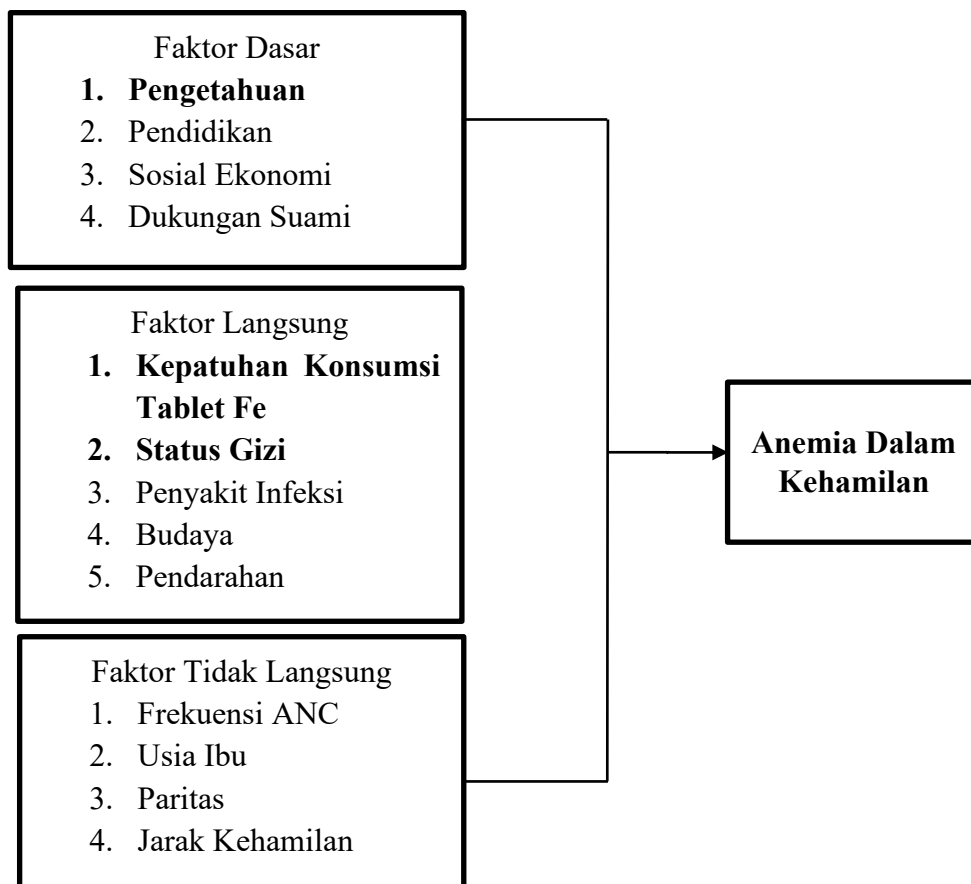 Faktor Dasar
1. Pengetahuan
2. Pendidikan
3. Sosial Ekonomi
4. Dukungan Suami
Faktor Langsung
1. Kepatuhan Konsumsi
Tablet Fe
2. Status Gizi
3. Penyakit Infeksi
4. Budaya
5. Pendarahan
Faktor Tidak Langsung
1. Frekuensi ANC
2. Usia Ibu
3. Paritas
4. Jarak Kehamilan
Anemia Dalam
Kehamilan